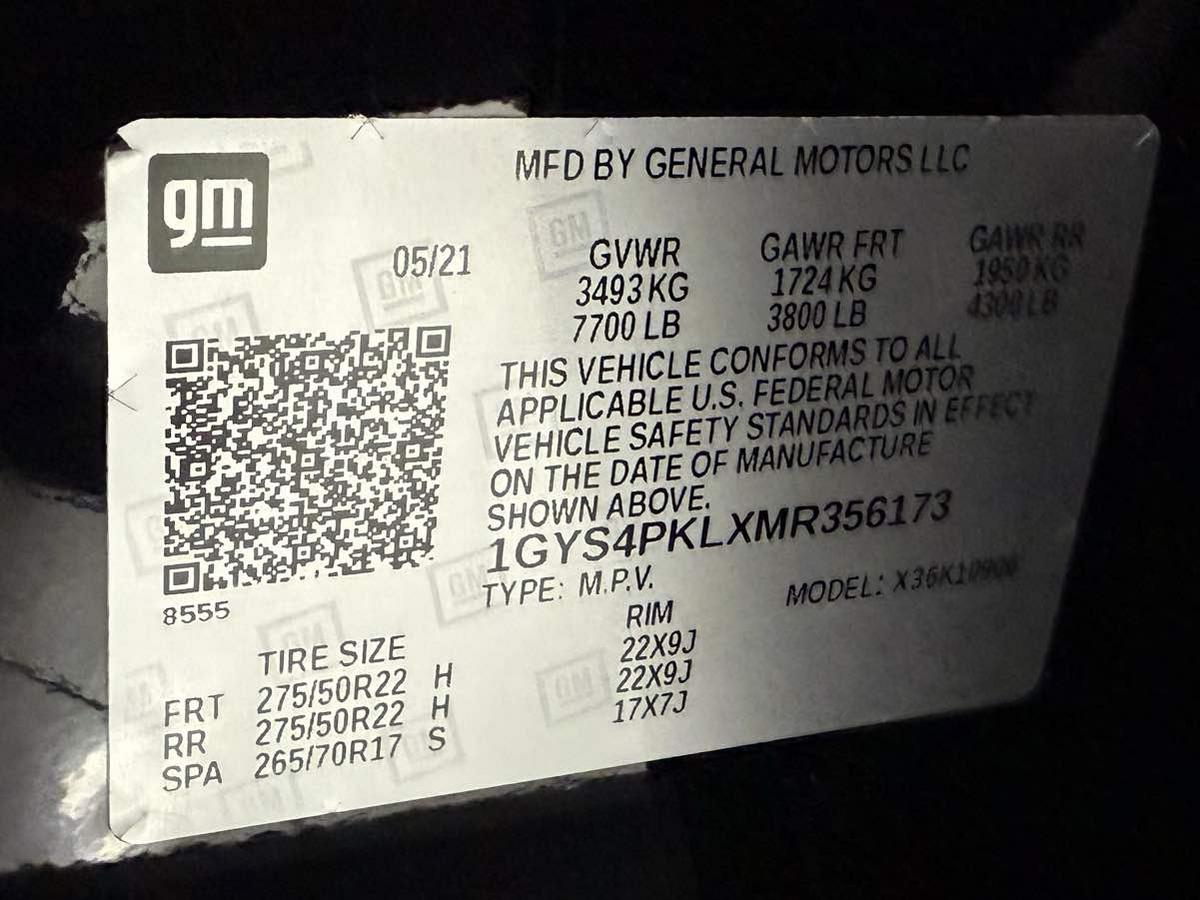 gm
MFD BY GENERAL MOTORS LLC
05/21
GVWR GAWR FRT GAWR RR
3493 KG 1724 KG 1950 KG
7700 LB 3800 LB 4300 LB
THIS VEHICLE CONFORMS TO ALL
APPLICABLE U.S. FEDERAL MOTOR
VEHICLE SAFETY STANDARDS IN EFFECT
ON THE DATE OF MANUFACTURE
SHOWN ABOVE.
1GYS4PKLXMR356173
TYPE: M.P.V. MODEL:
8555
TIRE SIZE RIM
FRT 275/50R22 H 22X9J
RR 275/50R22 H 22X9J
SPA 265/70R17 S 17X7J